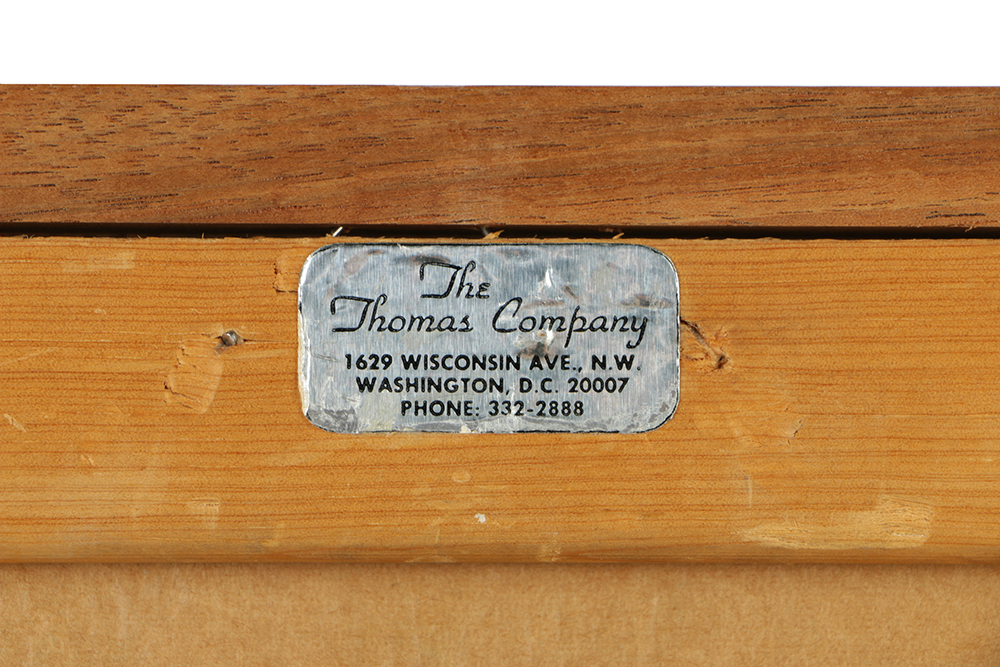 The
Thomas Company
1629 WISCONSIN AVE., N.W.
WASHINGTON, D.C. 20007
PHONE: 332-2888